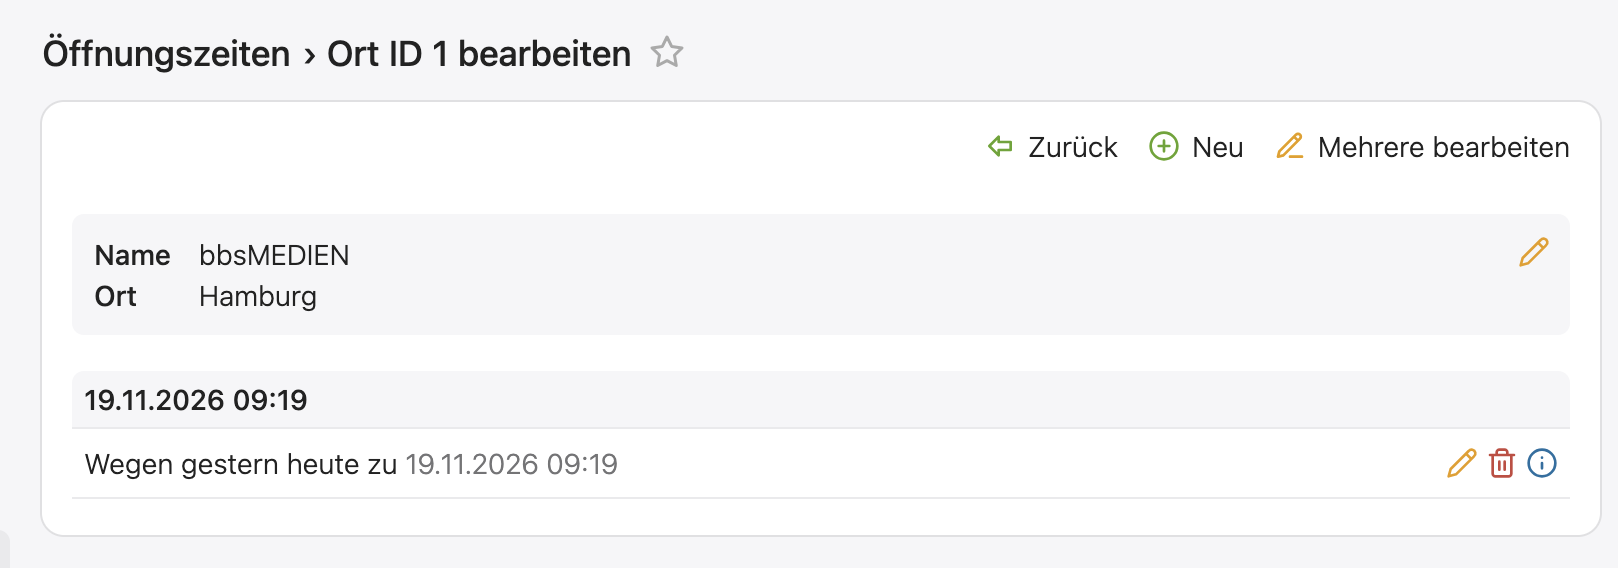 Öffnungszeiten › Ort ID 1 bearbeiten
Zurück Neu Mehrere bearbeiten
Name bbsMEDIEN
Ort Hamburg
19.11.2026 09:19
Wegen gestern heute zu 19.11.2026 09:19